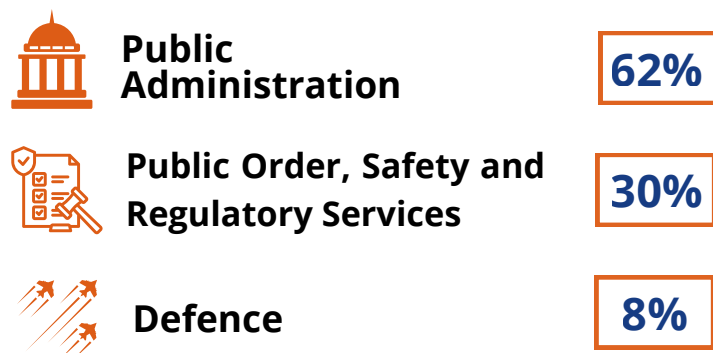 Public
Administration
62%
Public Order, Safety and
Regulatory Services
30%
Defence
8%